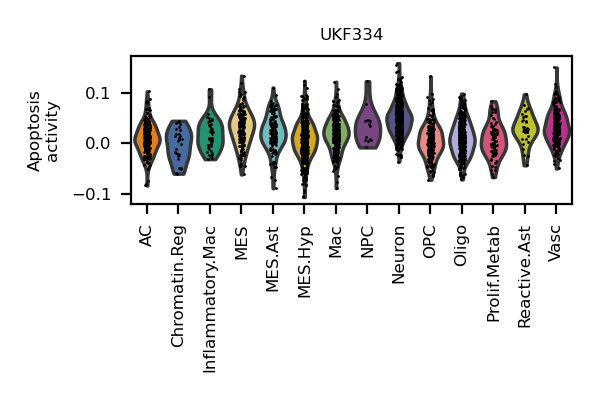 UKF334
Apoptosis
activity
0.1
0.0
−0.1
AC
Chromatin.Reg
Inflammatory.Mac
MES
MES.Ast
MES.Hyp
Mac
NPC
Neuron
OPC
Oligo
Prolif.Metab
Reactive.Ast
Vasc